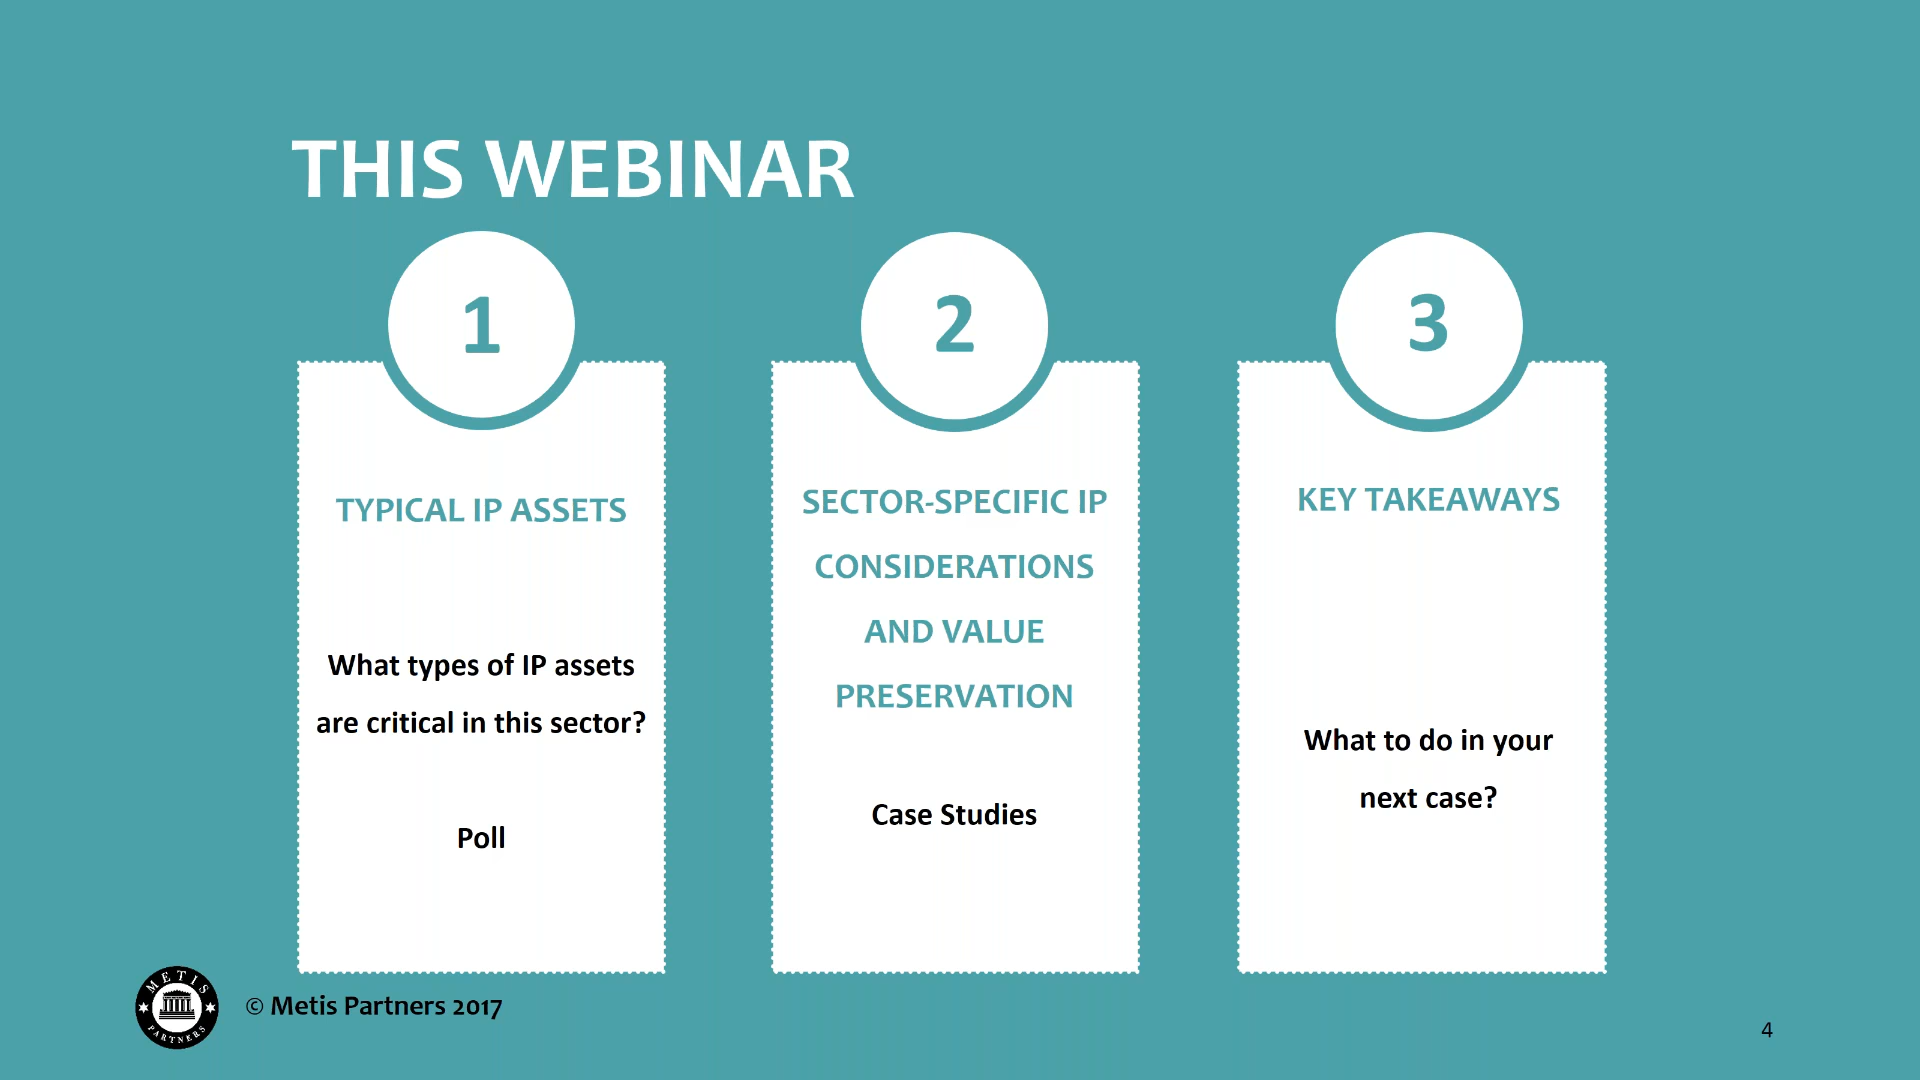 THIS WEBINAR
1
TYPICAL IP ASSETS
What types of IP assets
are critical in this sector?
Poll
2
SECTOR-SPECIFIC IP
CONSIDERATIONS
AND VALUE
PRESERVATION
Case Studies
3
KEY TAKEAWAYS
What to do in your
next case?
METIS
PARTNERS
© Metis Partners 2017
4